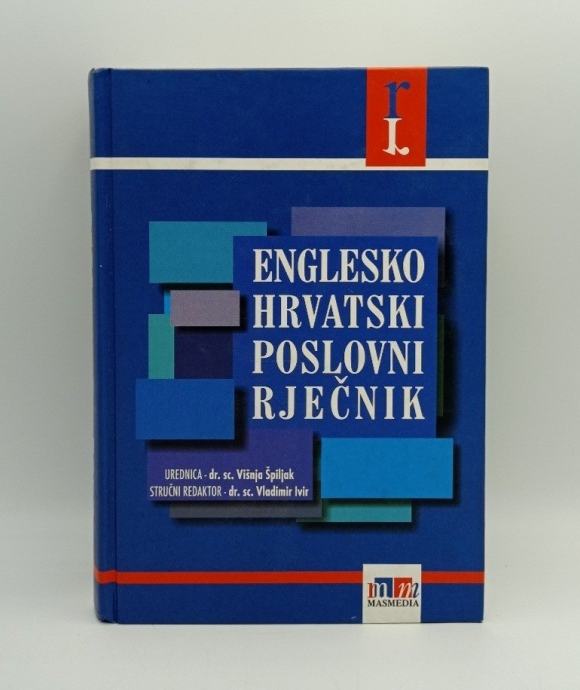 r
ENGLESKO
HRVATSKI
POSLOVNI
RJEČNIK
UREDNICA - dr. sc. Višnja Špiljak
STRUČNI REDAKTOR - dr. sc. Vladimir Ivir
mm
MASMEDIA